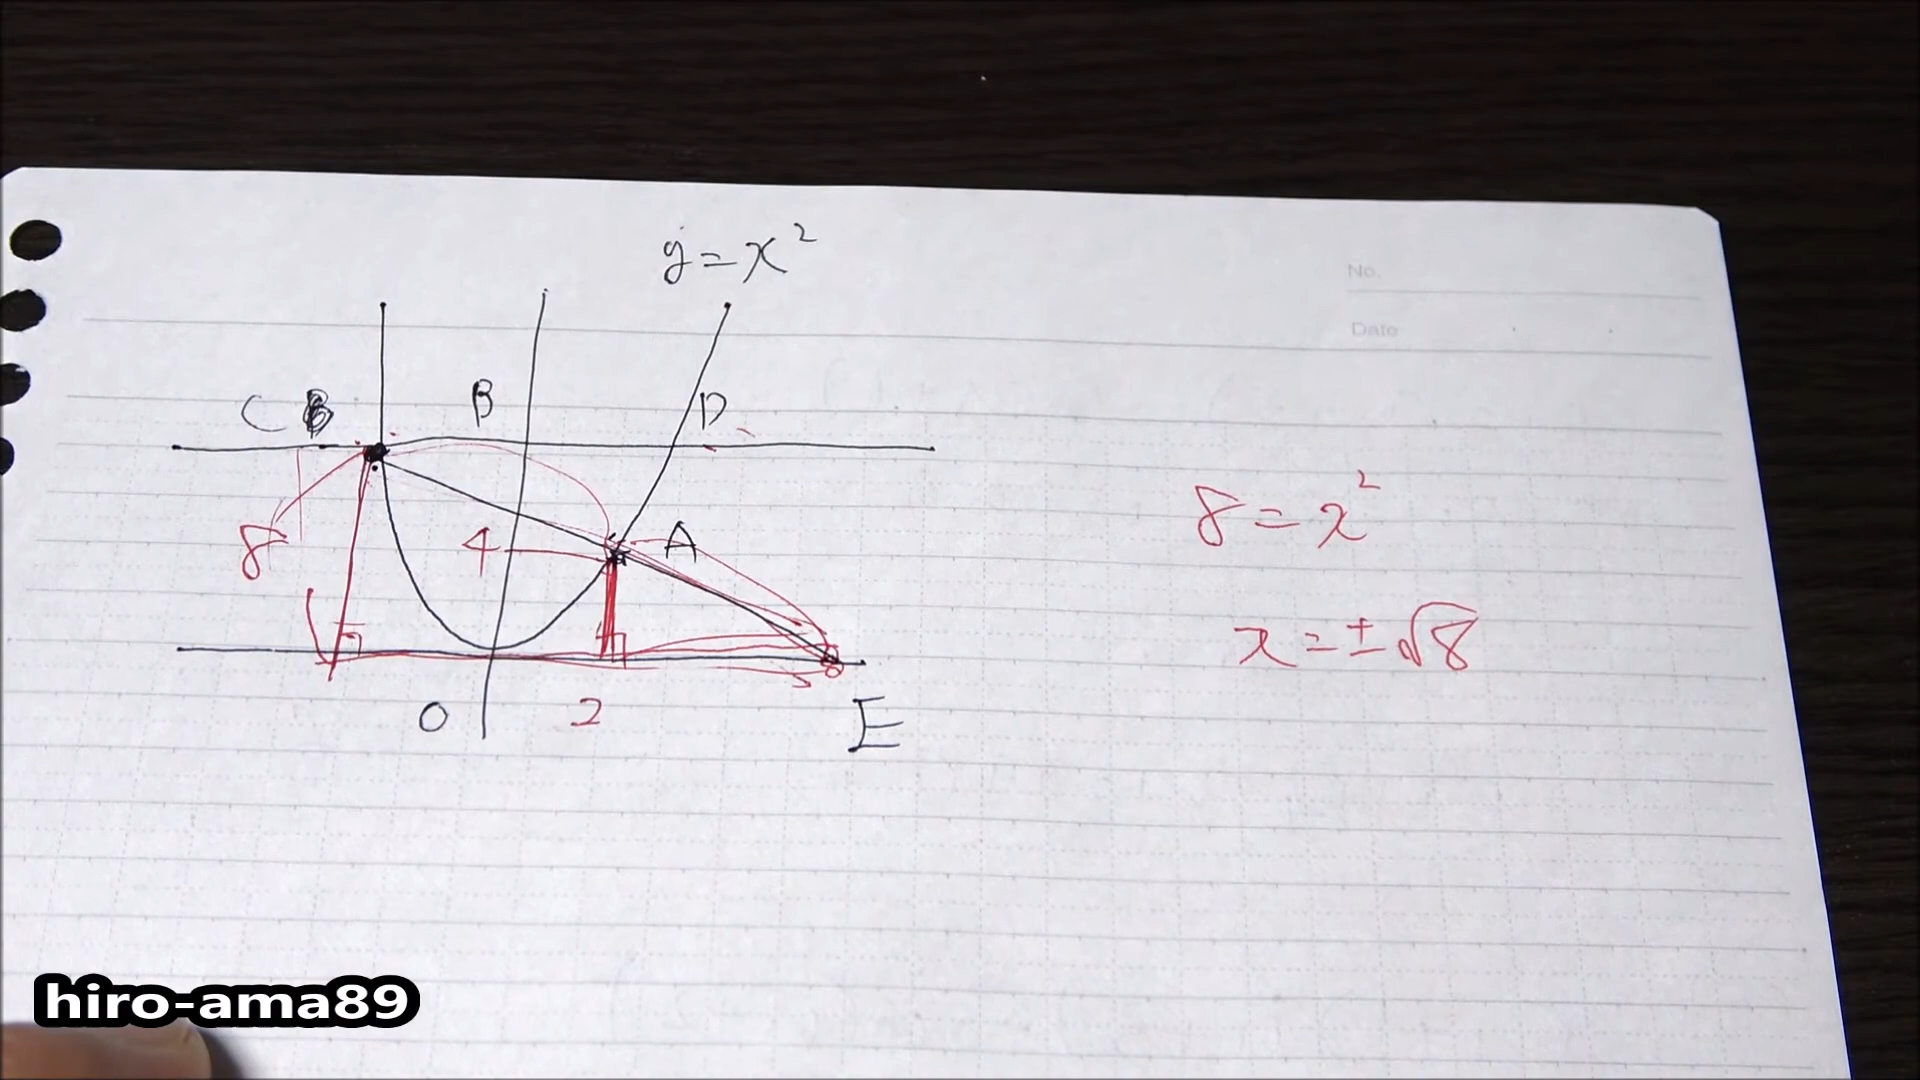 y=x²
No.
Date
C B D
8=x²
8 4 A
x=±√8
O 2 E
hiro-ama89